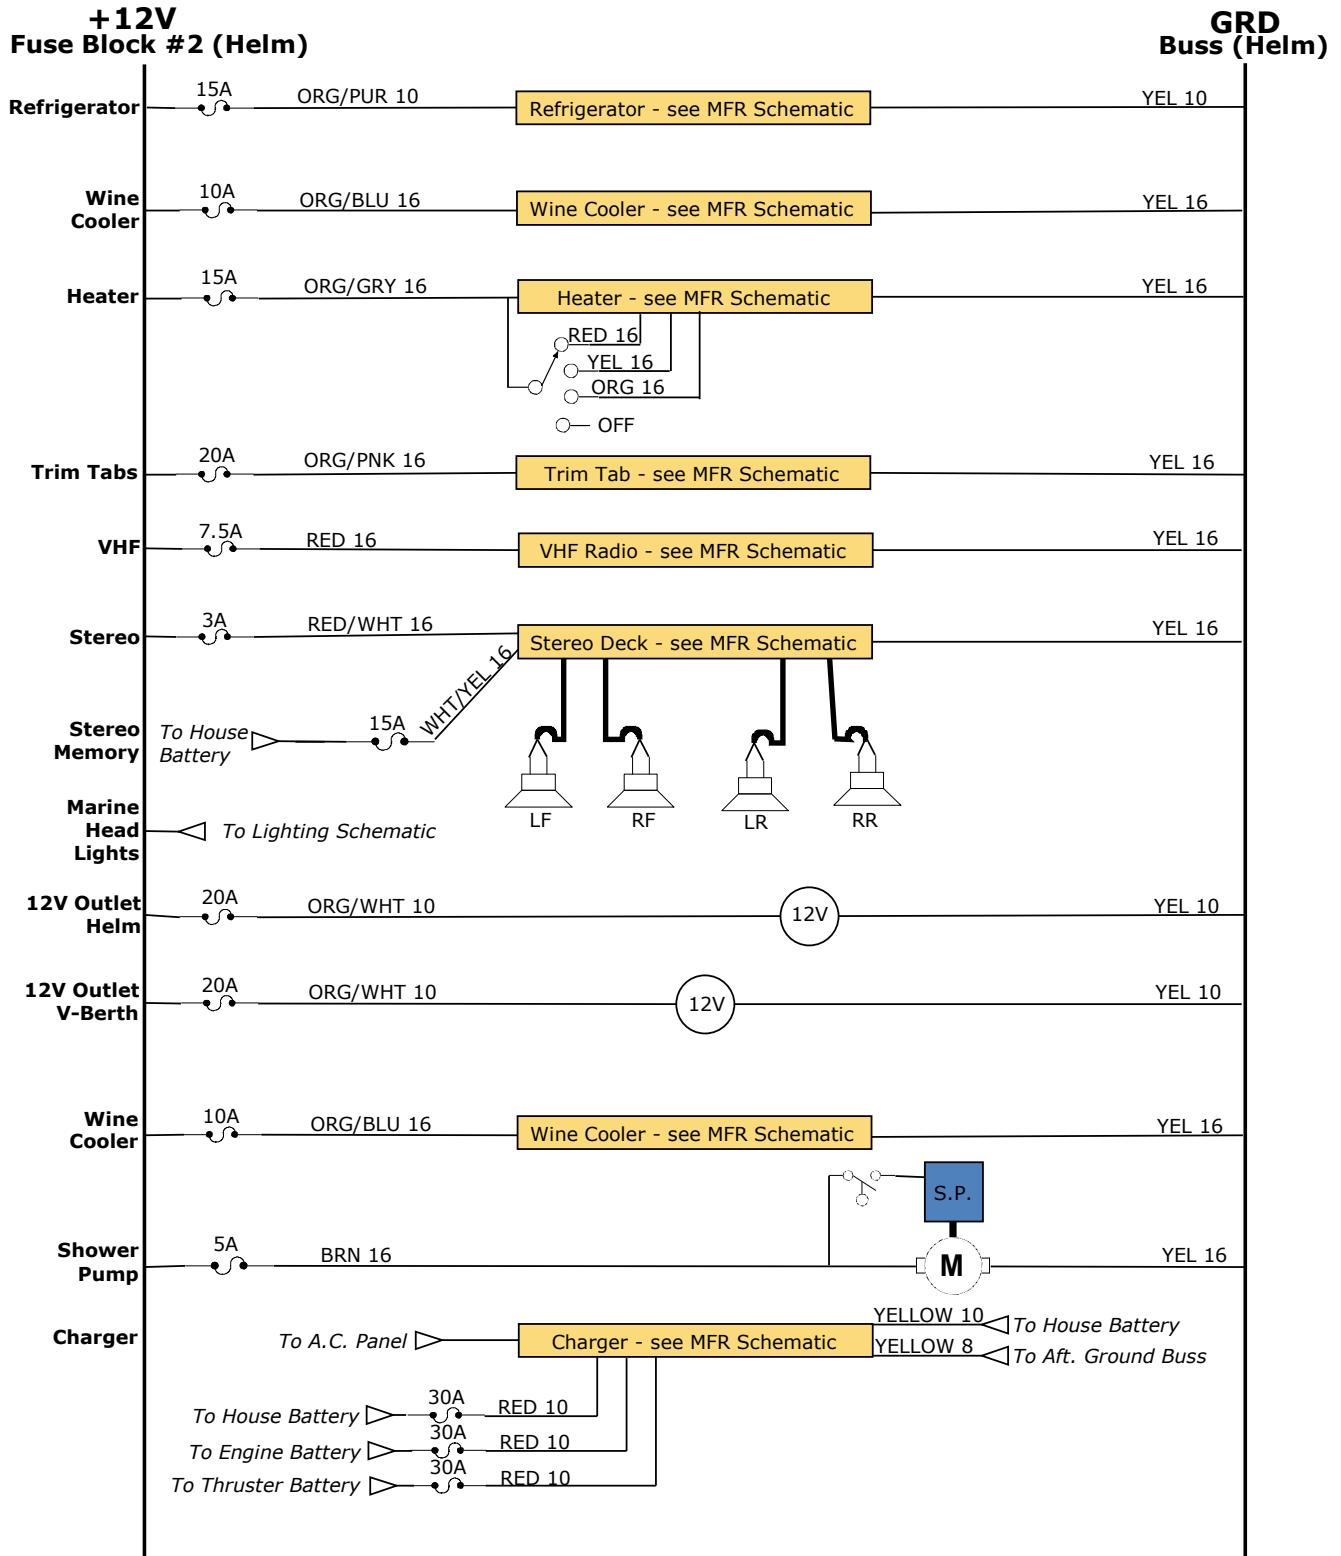 +12V
Fuse Block #2 (Helm)
GRD
Buss (Helm)
Refrigerator
15A
ORG/PUR 10
Refrigerator - see MFR Schematic
YEL 10
Wine
Cooler
10A
ORG/BLU 16
Wine Cooler - see MFR Schematic
YEL 16
Heater
15A
ORG/GRY 16
Heater - see MFR Schematic
YEL 16
RED 16
YEL 16
ORG 16
OFF
Trim Tabs
20A
ORG/PNK 16
Trim Tab - see MFR Schematic
YEL 16
VHF
7.5A
RED 16
VHF Radio - see MFR Schematic
YEL 16
Stereo
3A
RED/WHT 16
Stereo Deck - see MFR Schematic
YEL 16
Stereo
Memory
To House
Battery
15A
WHT/YEL 16
LF
RF
LR
RR
Marine
Head
Lights
To Lighting Schematic
12V Outlet
Helm
20A
ORG/WHT 10
12V
YEL 10
12V Outlet
V-Berth
20A
ORG/WHT 10
12V
YEL 10
Wine
Cooler
10A
ORG/BLU 16
Wine Cooler - see MFR Schematic
YEL 16
S.P.
Shower
Pump
5A
BRN 16
M
YEL 16
Charger
To A.C. Panel
Charger - see MFR Schematic
YELLOW 10
To House Battery
YELLOW 8
To Aft. Ground Buss
To House Battery
30A
RED 10
To Engine Battery
30A
RED 10
To Thruster Battery
30A
RED 10